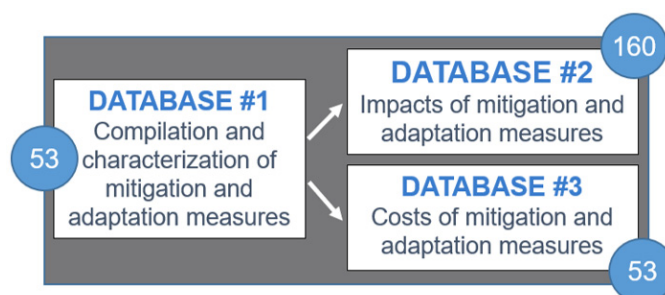 160
DATABASE #1
Compilation and
characterization of
mitigation and
adaptation measures
53
DATABASE #2
Impacts of mitigation and
adaptation measures
DATABASE #3
Costs of mitigation and
adaptation measures
53